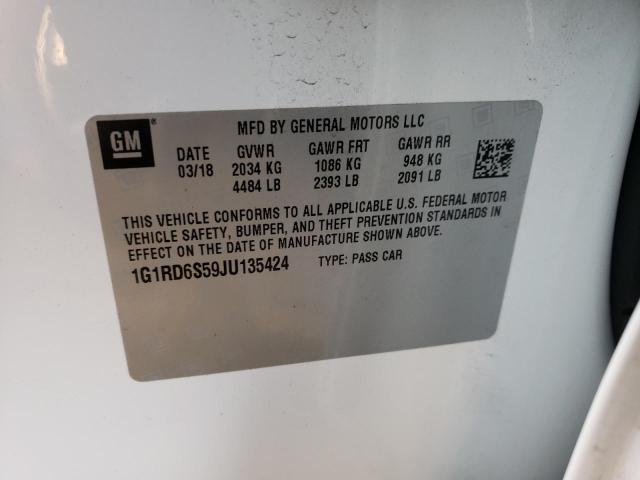 GM ®
MFD BY GENERAL MOTORS LLC
DATE GVWR GAWR FRT GAWR RR
03/18 2034 KG 1086 KG 948 KG
4484 LB 2393 LB 2091 LB
THIS VEHICLE CONFORMS TO ALL APPLICABLE U.S. FEDERAL MOTOR
VEHICLE SAFETY, BUMPER, AND THEFT PREVENTION STANDARDS IN
EFFECT ON THE DATE OF MANUFACTURE SHOWN ABOVE.
1G1RD6S59JU135424 TYPE: PASS CAR